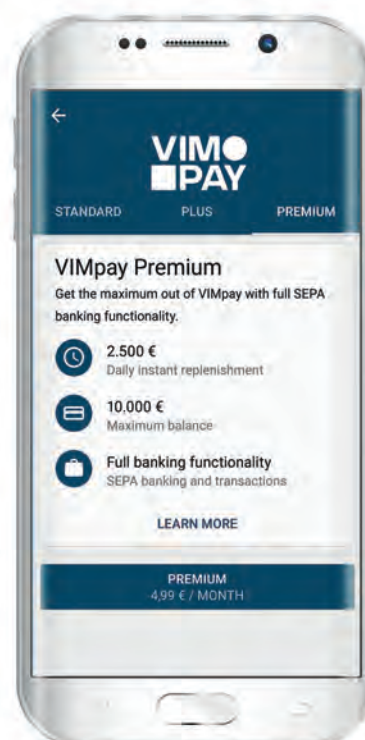 VIM
PAY
STANDARD PLUS PREMIUM
VIMpay Premium
Get the maximum out of VIMpay with full SEPA
banking functionality.
2.500 €
Daily instant replenishment
10.000 €
Maximum balance
Full banking functionality
SEPA banking and transactions
LEARN MORE
PREMIUM
4,99 € / MONTH